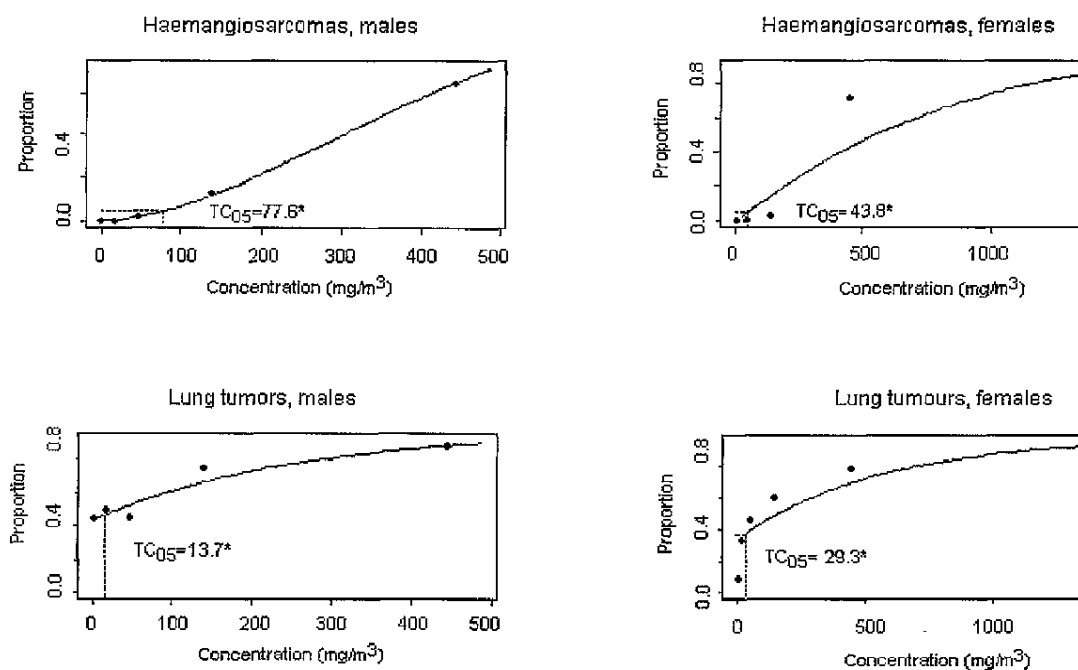 Haemangiosarcomas, males
Proportion
0.4
0.0
TC05=77.6*
0 100 200 300 400 500
Concentration (mg/m3)
Haemangiosarcomas, females
Proportion
0.8
0.4
0.0
TC05=43.8*
0 500 1000
Concentration (mg/m3)
Lung tumors, males
Proportion
0.8
0.4
0.0
TC05=13.7*
0 100 200 300 400 500
Concentration (mg/m3)
Lung tumours, females
Proportion
0.8
0.4
0.0
TC05= 29.3*
0 500 1000
Concentration (mg/m3)